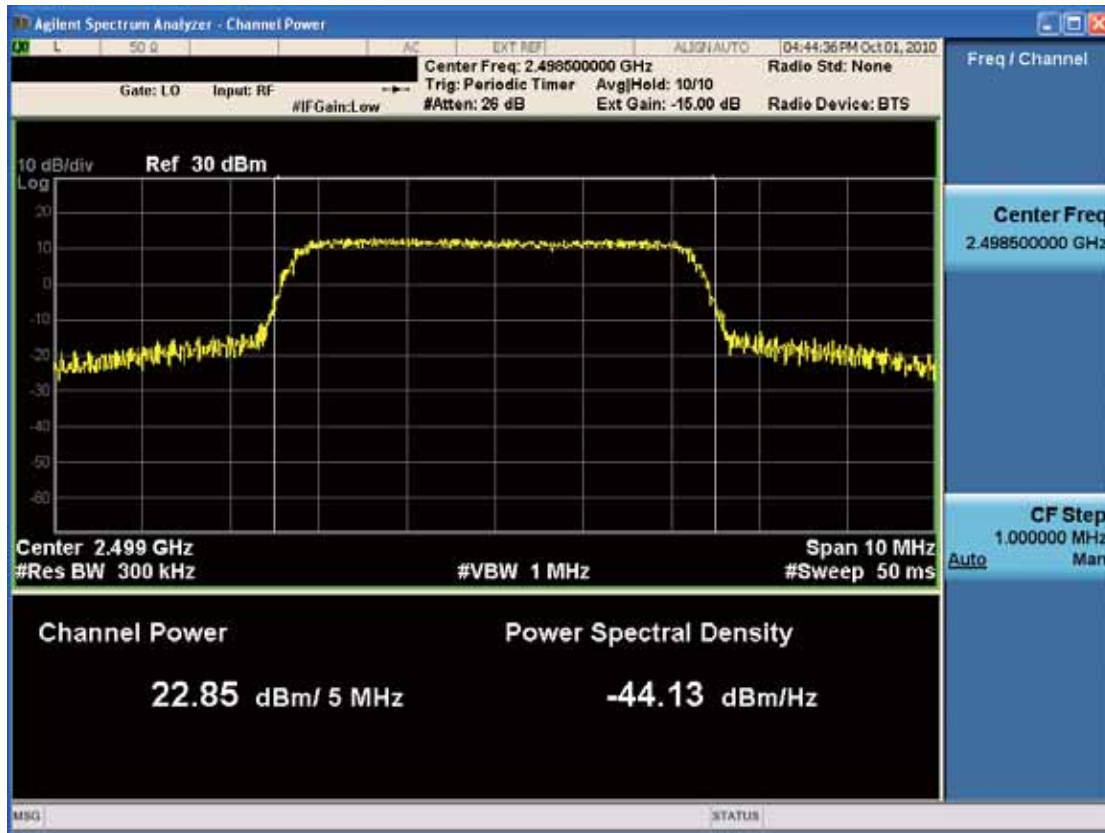 Agilent Spectrum Analyzer - Channel Power
L 50 Ω AC EXT REF ALIGN AUTO 04:44:36 PM Oct 01, 2010
Center Freq: 2.498500000 GHz Radio Std: None
Gate: LO Input: RF Trig: Periodic Timer Avg|Hold: 10/10
#IFGain:Low #Atten: 26 dB Ext Gain: -15.00 dB Radio Device: BTS
Freq / Channel
10 dB/div Ref 30 dBm
Log
20
10
0
-10
-20
-30
-40
-50
-60
Center Freq
2.498500000 GHz
CF Step
1.000000 MHz
Auto Man
Center 2.499 GHz Span 10 MHz
#Res BW 300 kHz #VBW 1 MHz #Sweep 50 ms
Channel Power Power Spectral Density
22.85 dBm/ 5 MHz -44.13 dBm/Hz
MSG STATUS